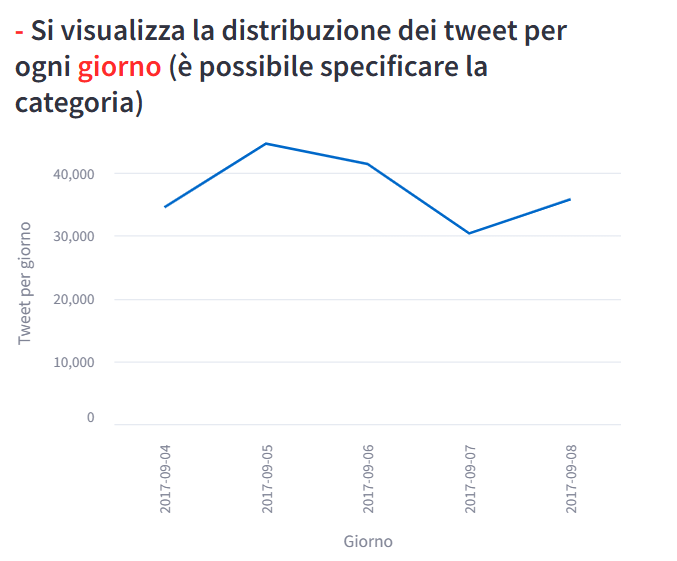 - Si visualizza la distribuzione dei tweet per
ogni giorno (è possibile specificare la
categoria)
40,000
30,000
20,000
10,000
0
Tweet per giorno
2017-09-04
2017-09-05
2017-09-06
2017-09-07
2017-09-08
Giorno